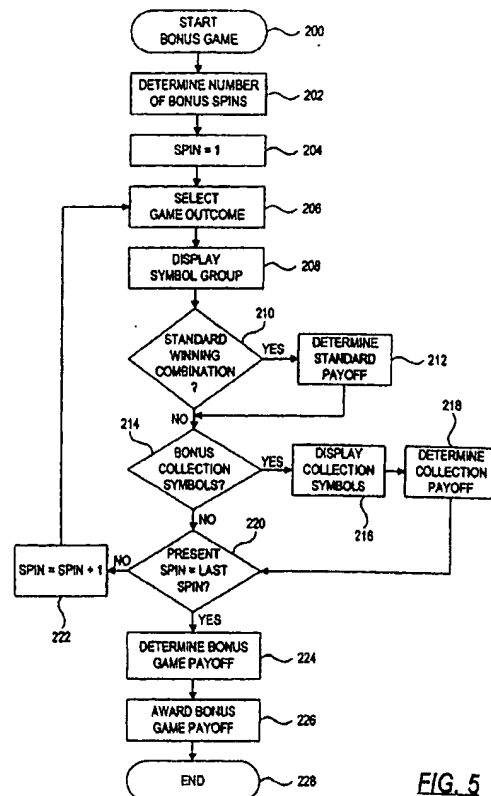 START
BONUS GAME
200
DETERMINE NUMBER
OF BONUS SPINS
202
SPIN = 1
204
SELECT
GAME OUTCOME
206
DISPLAY
SYMBOL GROUP
208
210
STANDARD
WINNING
COMBINATION
?
YES
DETERMINE
STANDARD
PAYOFF
212
NO
214
BONUS
COLLECTION
SYMBOLS?
YES
DISPLAY
COLLECTION
SYMBOLS
216
218
DETERMINE
COLLECTION
PAYOFF
NO
220
PRESENT
SPIN = LAST
SPIN?
NO
SPIN = SPIN + 1
222
YES
DETERMINE BONUS
GAME PAYOFF
224
AWARD BONUS
GAME PAYOFF
226
END
228
FIG. 5